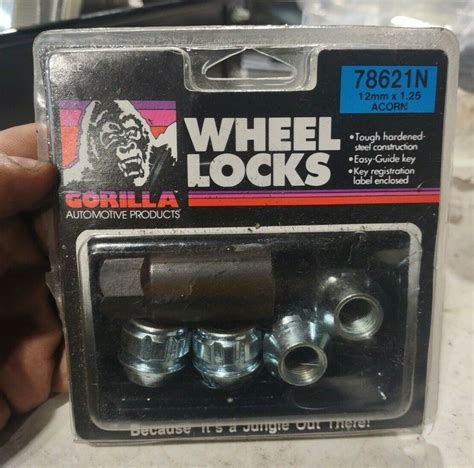 78621N
12mm x 1.25
ACORN
WHEEL
LOCKS
•Tough hardened-
steel construction
•Easy-Guide key
•Key registration
label enclosed
GORILLA
AUTOMOTIVE PRODUCTS
Because It's a Jungle Out There!